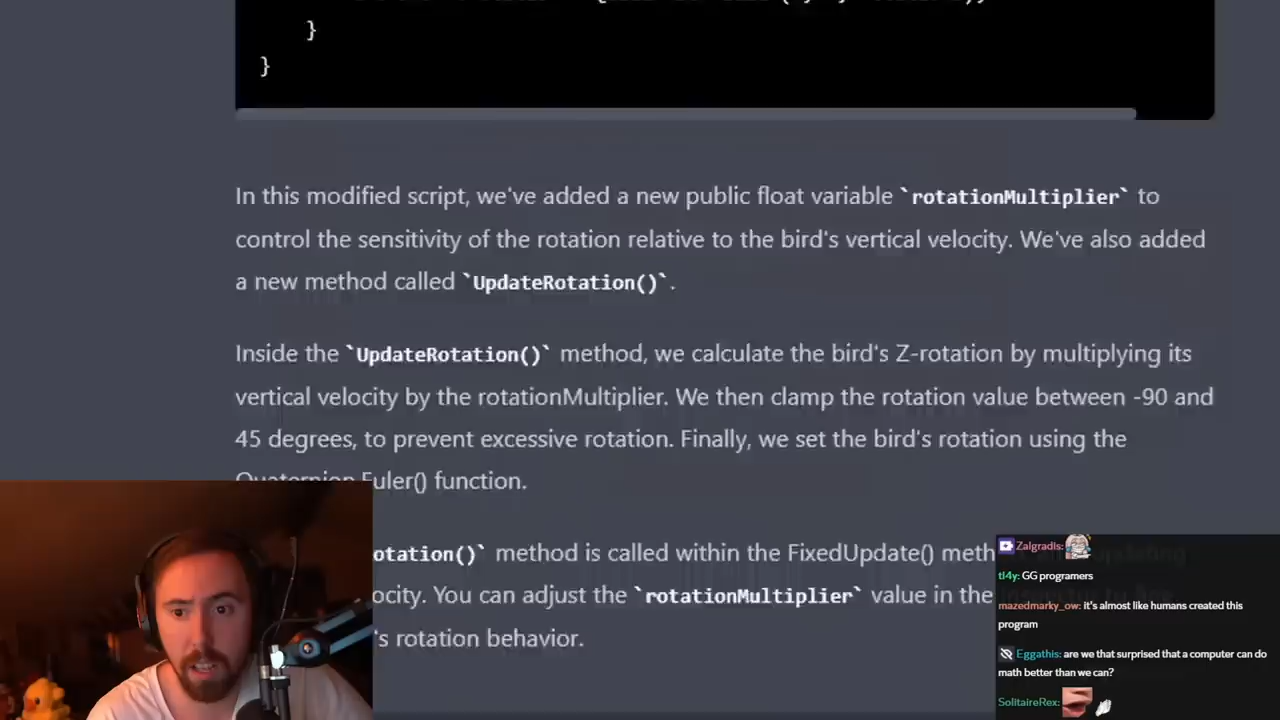 }
}
In this modified script, we've added a new public float variable `rotationMultiplier` to
control the sensitivity of the rotation relative to the bird's vertical velocity. We've also added
a new method called `UpdateRotation()`.
Inside the `UpdateRotation()` method, we calculate the bird's Z-rotation by multiplying its
vertical velocity by the rotationMultiplier. We then clamp the rotation value between -90 and
45 degrees, to prevent excessive rotation. Finally, we set the bird's rotation using the
Quaternion.Euler() function.
otation()` method is called within the FixedUpdate() meth
ocity. You can adjust the `rotationMultiplier` value in the
's rotation behavior.
Zalgradis:
tl4y: GG programers
mazedmarky_ow: it's almost like humans created this
program
Eggathis: are we that surprised that a computer can do
math better than we can?
SolitaireRex: